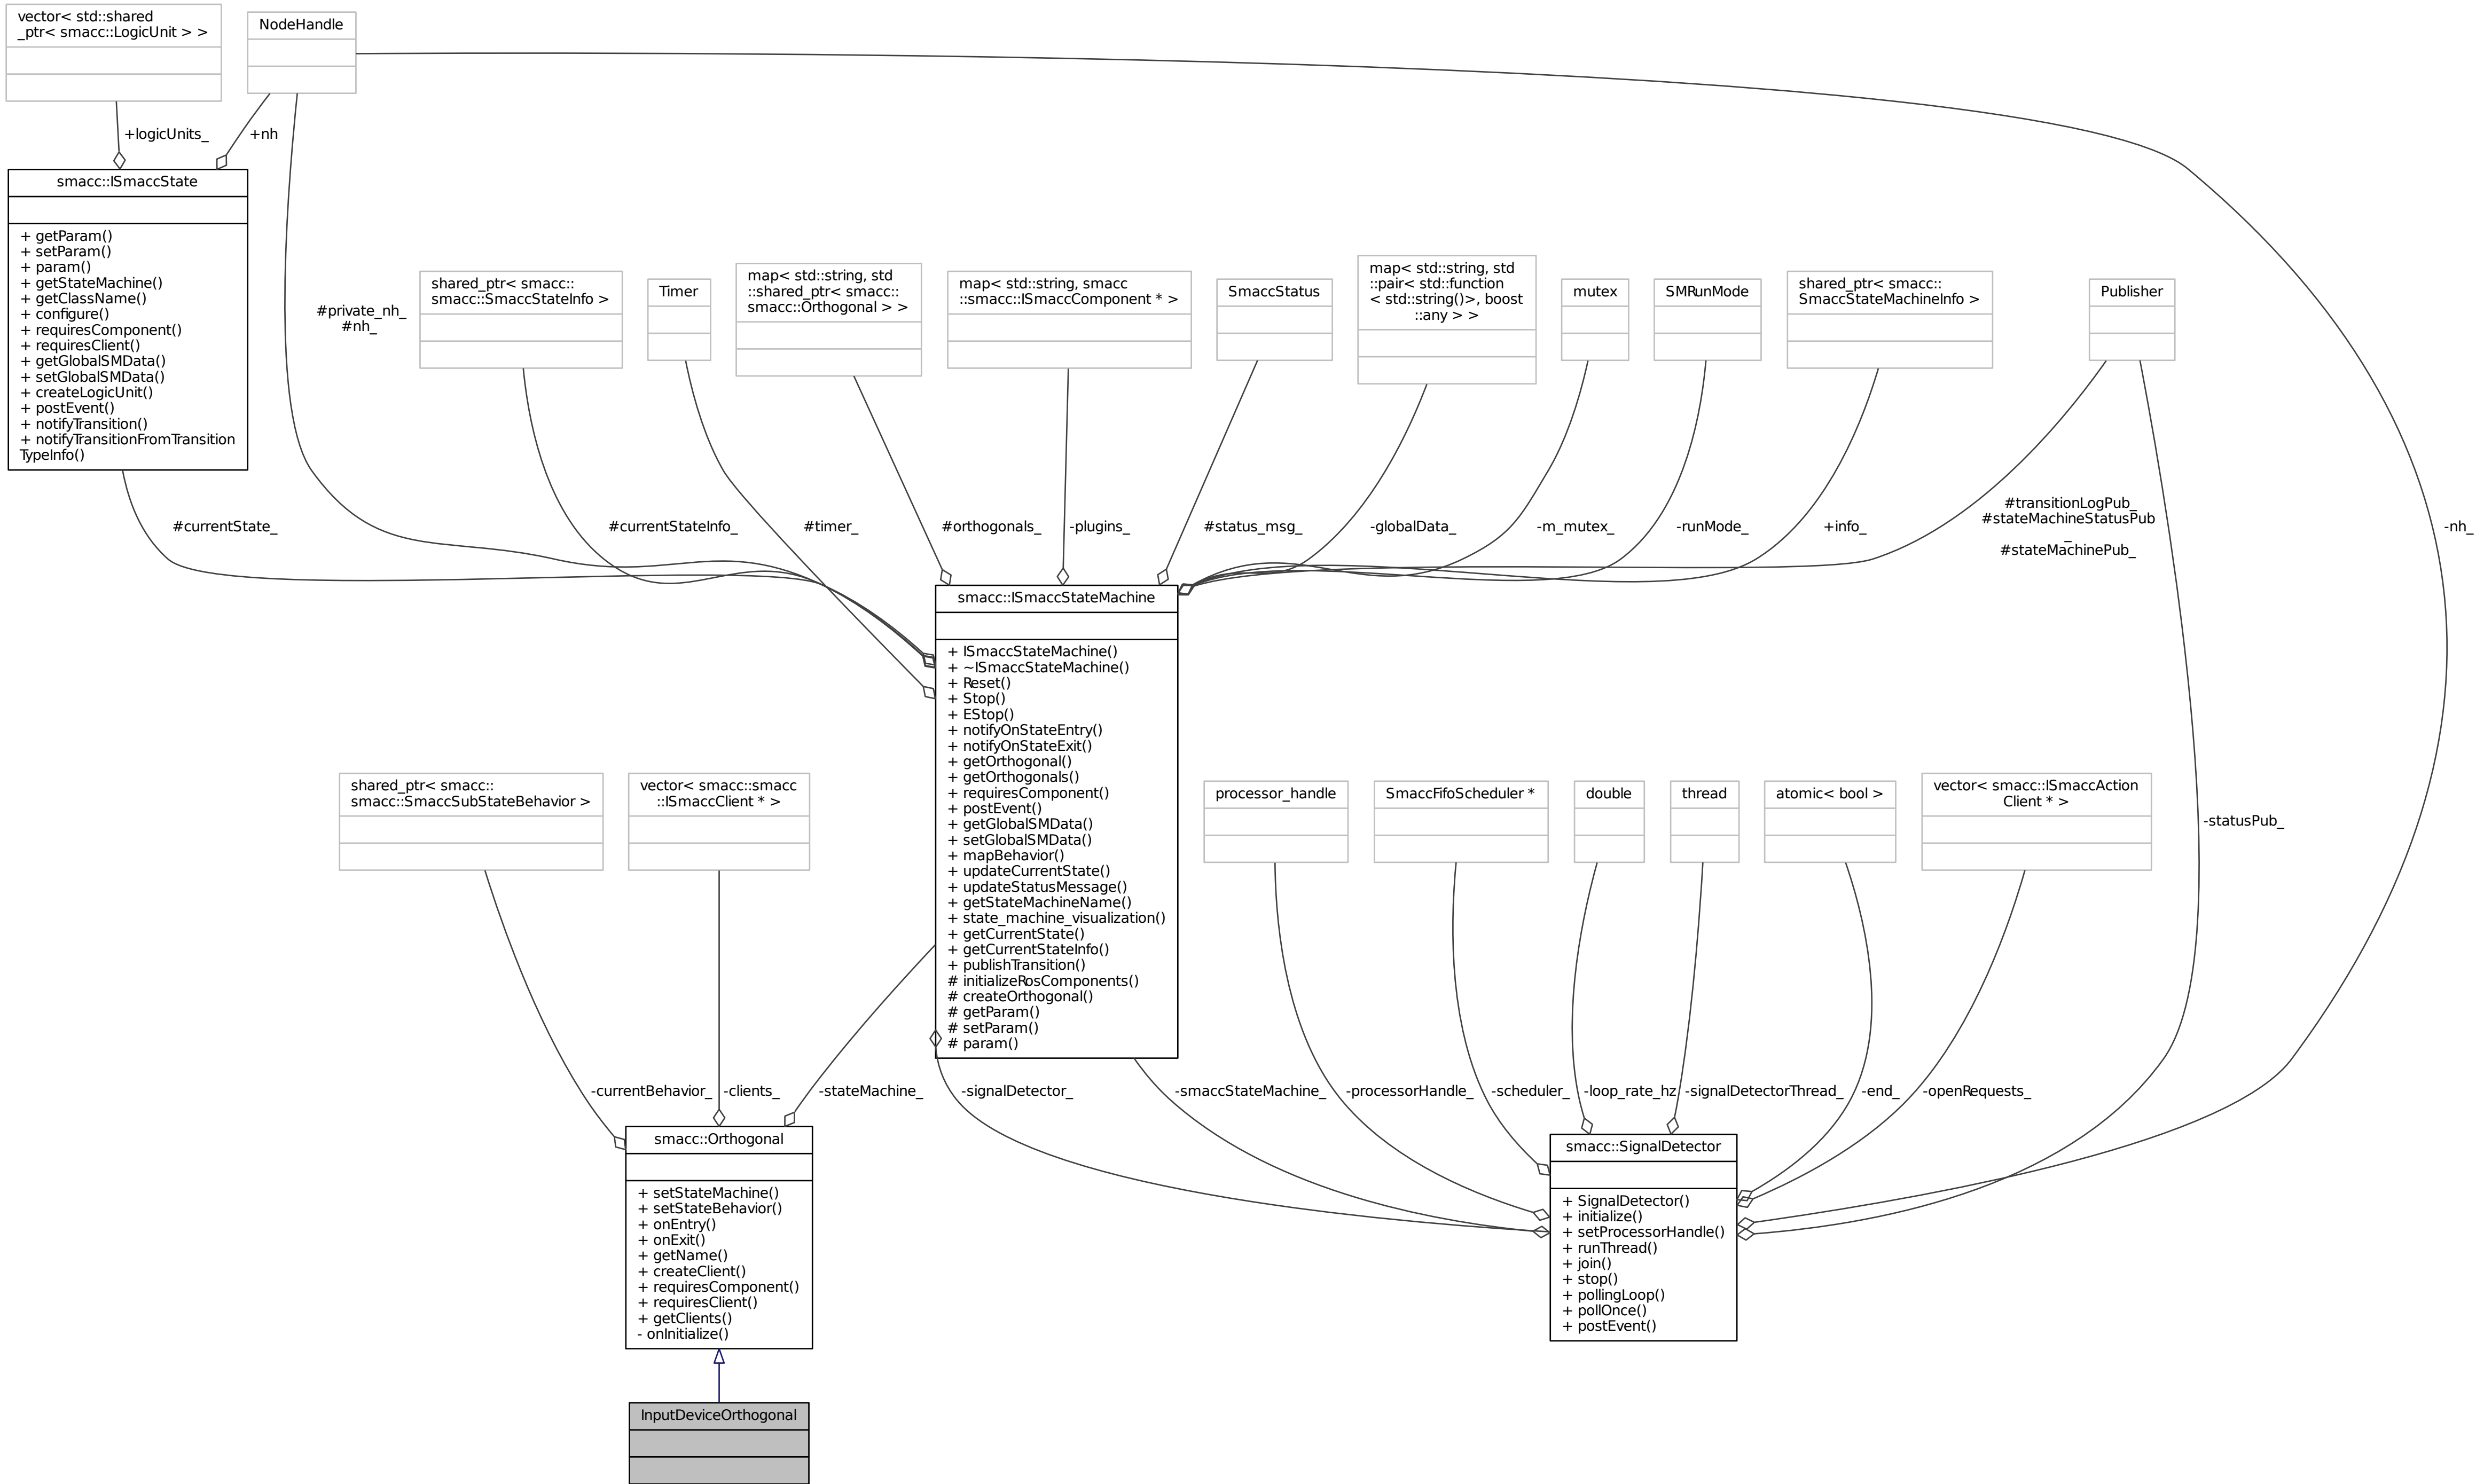 vector< std::shared
_ptr< smacc::LogicUnit > >
NodeHandle
+logicUnits_
+nh
smacc::ISmaccState
+ getParam()
+ setParam()
+ param()
+ getStateMachine()
+ getClassName()
+ configure()
+ requiresComponent()
+ requiresClient()
+ getGlobalSMData()
+ setGlobalSMData()
+ createLogicUnit()
+ postEvent()
+ notifyTransition()
+ notifyTransitionFromTransition
TypeInfo()
#private_nh_
#nh_
shared_ptr< smacc::
smacc::SmaccStateInfo >
Timer
map< std::string, std
::shared_ptr< smacc::
smacc::Orthogonal > >
map< std::string, smacc
::smacc::ISmaccComponent * >
SmaccStatus
map< std::string, std
::pair< std::function
< std::string()>, boost
::any > >
mutex
SMRunMode
shared_ptr< smacc::
SmaccStateMachineInfo >
Publisher
#currentState_
#currentStateInfo_
#timer_
#orthogonals_
-plugins_
#status_msg_
-globalData_
-m_mutex_
-runMode_
+info_
#transitionLogPub_
#stateMachineStatusPub
_
#stateMachinePub_
-nh_
smacc::ISmaccStateMachine
+ ISmaccStateMachine()
+ ~ISmaccStateMachine()
+ Reset()
+ Stop()
+ EStop()
+ notifyOnStateEntry()
+ notifyOnStateExit()
+ getOrthogonal()
+ getOrthogonals()
+ requiresComponent()
+ postEvent()
+ getGlobalSMData()
+ setGlobalSMData()
+ mapBehavior()
+ updateCurrentState()
+ updateStatusMessage()
+ getStateMachineName()
+ state_machine_visualization()
+ getCurrentState()
+ getCurrentStateInfo()
+ publishTransition()
# initializeRosComponents()
# createOrthogonal()
# getParam()
# setParam()
# param()
shared_ptr< smacc::
smacc::SmaccSubStateBehavior >
vector< smacc::smacc
::ISmaccClient * >
processor_handle
SmaccFifoScheduler *
double
thread
atomic< bool >
vector< smacc::ISmaccAction
Client * >
-statusPub_
-currentBehavior_
-clients_
-stateMachine_
-signalDetector_
-smaccStateMachine_
-processorHandle_
-scheduler_
-loop_rate_hz
-signalDetectorThread_
-end_
-openRequests_
smacc::Orthogonal
+ setStateMachine()
+ setStateBehavior()
+ onEntry()
+ onExit()
+ getName()
+ createClient()
+ requiresComponent()
+ requiresClient()
+ getClients()
- onInitialize()
smacc::SignalDetector
+ SignalDetector()
+ initialize()
+ setProcessorHandle()
+ runThread()
+ join()
+ stop()
+ pollingLoop()
+ pollOnce()
+ postEvent()
InputDeviceOrthogonal